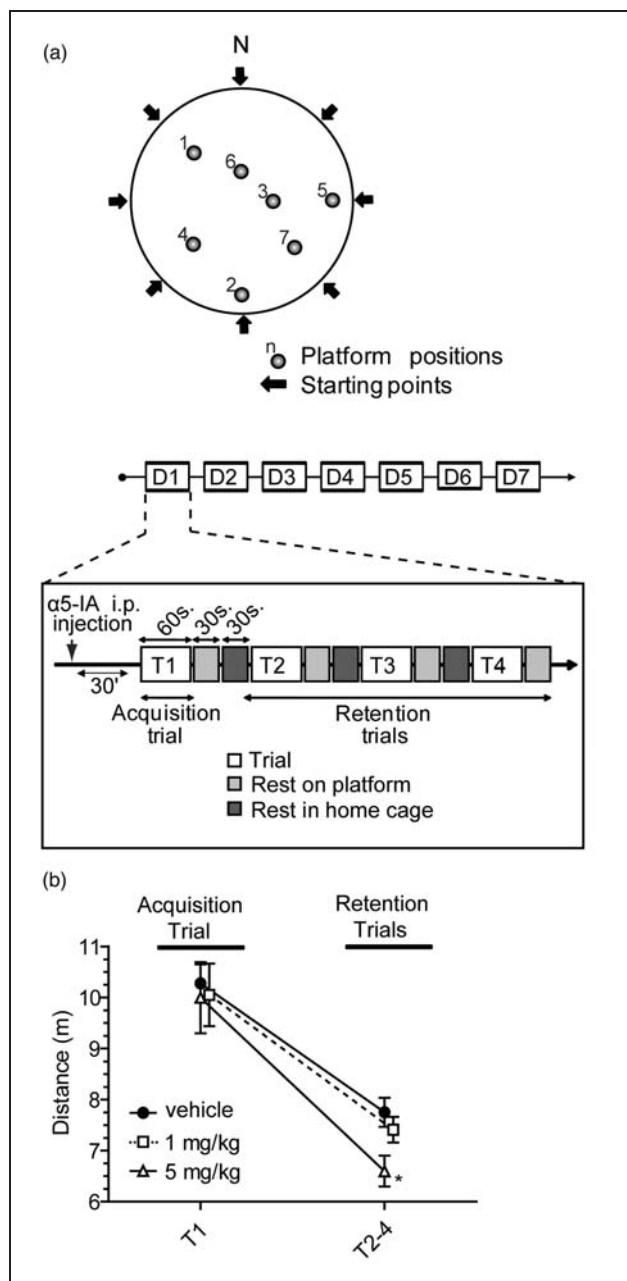 (a)
N
1
6
3
5
4
7
2
n Platform positions
Starting points
D1 D2 D3 D4 D5 D6 D7
α5-IA i.p.
injection
60s. 30s. 30s.
T1 T2 T3 T4
30'
Acquisition
trial
Retention
trials
Trial
Rest on platform
Rest in home cage
(b)
Acquisition
Trial
Retention
Trials
11
10
9
8
7
6
Distance (m)
vehicle
1 mg/kg
5 mg/kg
*
T1
T2-4